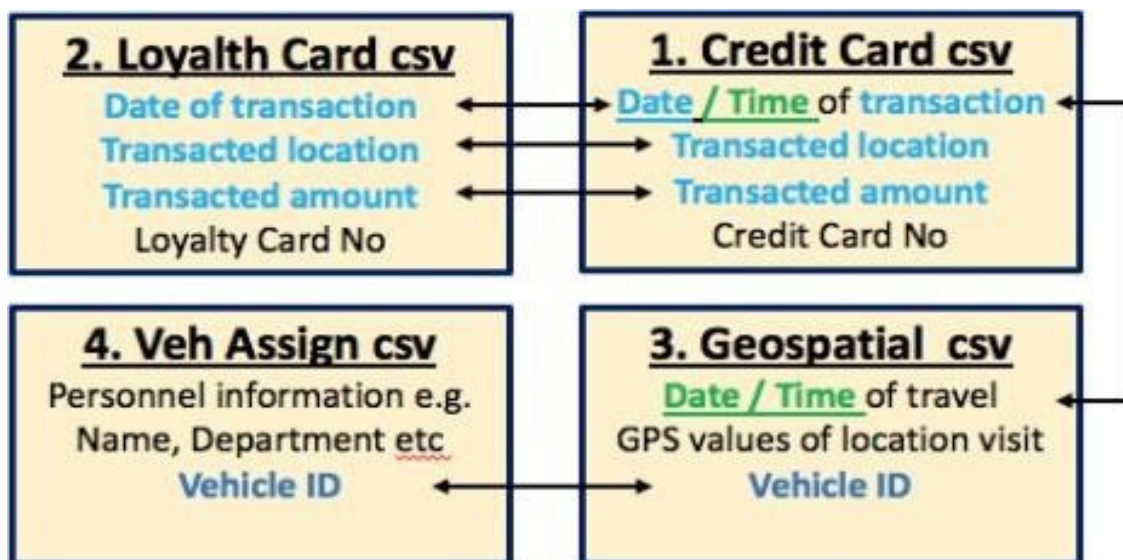 2. Loyalth Card csv
Date of transaction
Transacted location
Transacted amount
Loyalty Card No
1. Credit Card csv
Date / Time of transaction
Transacted location
Transacted amount
Credit Card No
4. Veh Assign csv
Personnel information e.g.
Name, Department etc
Vehicle ID
3. Geospatial csv
Date / Time of travel
GPS values of location visit
Vehicle ID